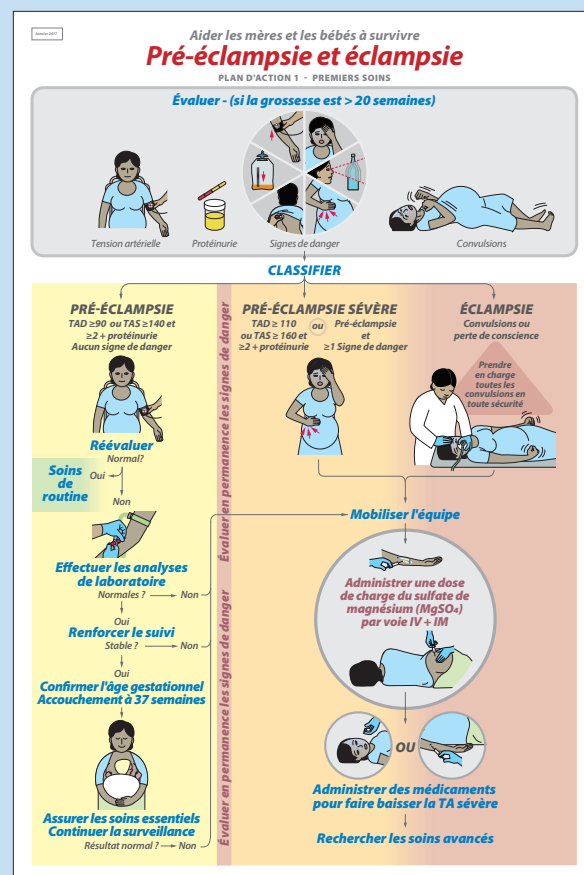 Janvier 2017
Aider les mères et les bébés à survivre
Pré-éclampsie et éclampsie
PLAN D'ACTION 1 - PREMIERS SOINS
Évaluer - (si la grossesse est > 20 semaines)
Tension artérielle
Protéinurie
Signes de danger
Convulsions
CLASSIFIER
PRÉ-ÉCLAMPSIE
TAD ≥90 ou TAS ≥140 et
≥2 + protéinurie
Aucun signe de danger
Réévaluer
Normal?
Oui
Soins
de
routine
Non
Effectuer les analyses
de laboratoire
Normales ?
Non
Oui
Renforcer le suivi
Stable ?
Non
Oui
Confirmer l'âge gestationnel
Accouchement à 37 semaines
Assurer les soins essentiels
Continuer la surveillance
Résultat normal ?
Non
Évaluer en permanence les signes de danger
Évaluer en permanence les signes de danger
PRÉ-ÉCLAMPSIE SÉVÈRE
TAD ≥ 110
ou TAS ≥ 160 et
≥2 + protéinurie
ou
Pré-éclampsie
et
≥1 Signe de danger
ÉCLAMPSIE
Convulsions ou
perte de conscience
Prendre
en charge
toutes les
convulsions en
toute sécurité
Mobiliser l'équipe
Administrer une dose
de charge du sulfate de
magnésium (MgSO₄)
par voie IV + IM
OU
Administrer des médicaments
pour faire baisser la TA sévère
Rechercher les soins avancés